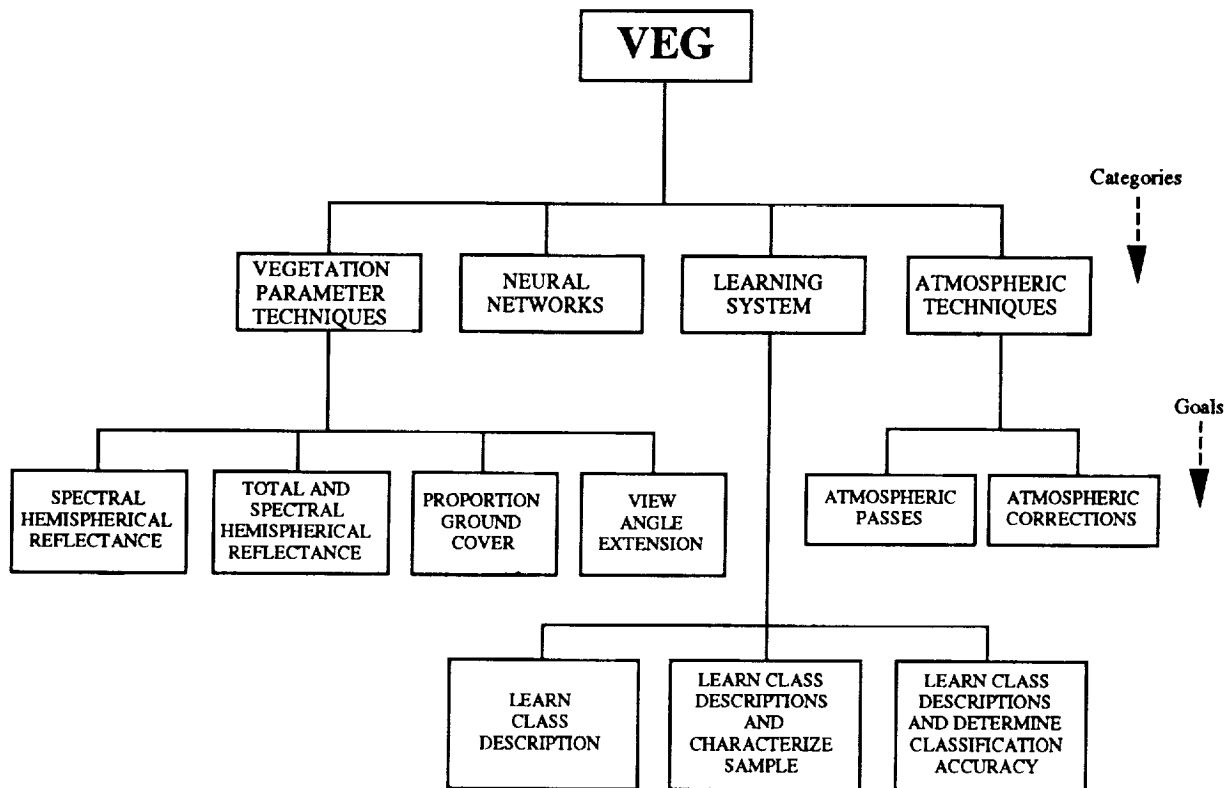 VEG
Categories
VEGETATION
PARAMETER
TECHNIQUES
NEURAL
NETWORKS
LEARNING
SYSTEM
ATMOSPHERIC
TECHNIQUES
Goals
SPECTRAL
HEMISPHERICAL
REFLECTANCE
TOTAL AND
SPECTRAL
HEMISPHERICAL
REFLECTANCE
PROPORTION
GROUND
COVER
VIEW
ANGLE
EXTENSION
ATMOSPHERIC
PASSES
ATMOSPHERIC
CORRECTIONS
LEARN
CLASS
DESCRIPTION
LEARN CLASS
DESCRIPTIONS
AND
CHARACTERIZE
SAMPLE
LEARN CLASS
DESCRIPTIONS
AND DETERMINE
CLASSIFICATION
ACCURACY